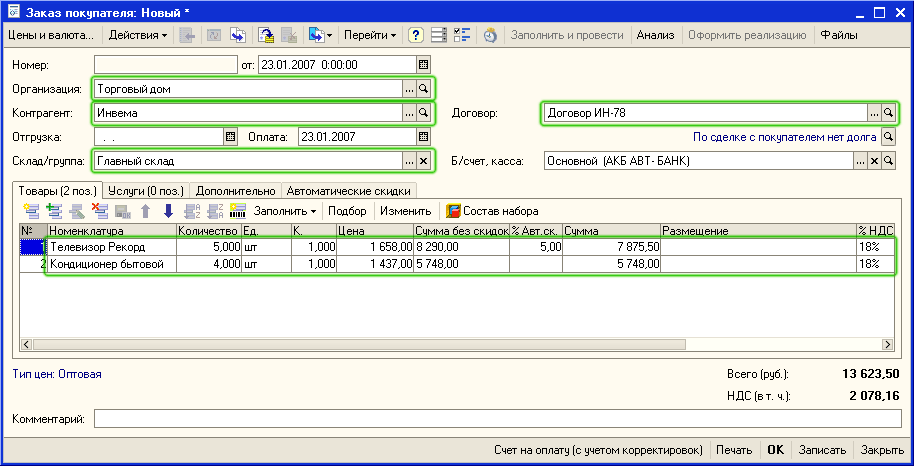 Заказ покупателя: Новый *
Цены и валюта... Действия Перейти ? Заполнить и провести Анализ Оформить реализацию Файлы
Номер: от: 23.01.2007 0:00:00
Организация: Торговый дом ...
Контрагент: Инвема ... Договор: Договор ИН-78 ...
Отгрузка: . . Оплата: 23.01.2007 По сделке с покупателем нет долга
Склад/группа: Главный склад ... × Б/счет, касса: Основной (АКБ АВТ- БАНК) ... ×
Товары (2 поз.) Услуги (0 поз.) Дополнительно Автоматические скидки
Заполнить Подбор Изменить Состав набора
№ Номенклатура Количество Ед. К. Цена Сумма без скидок % Авт.ск. Сумма Размещение % НДС
1 Телевизор Рекорд 5,000 шт 1,000 1 658,00 8 290,00 5,00 7 875,50 18%
2 Кондиционер бытовой 4,000 шт 1,000 1 437,00 5 748,00 5 748,00 18%
Тип цен: Оптовая Всего (руб.): 13 623,50
НДС (в т. ч.): 2 078,16
Комментарий:
Счет на оплату (с учетом корректировок) Печать OK Записать Закрыть